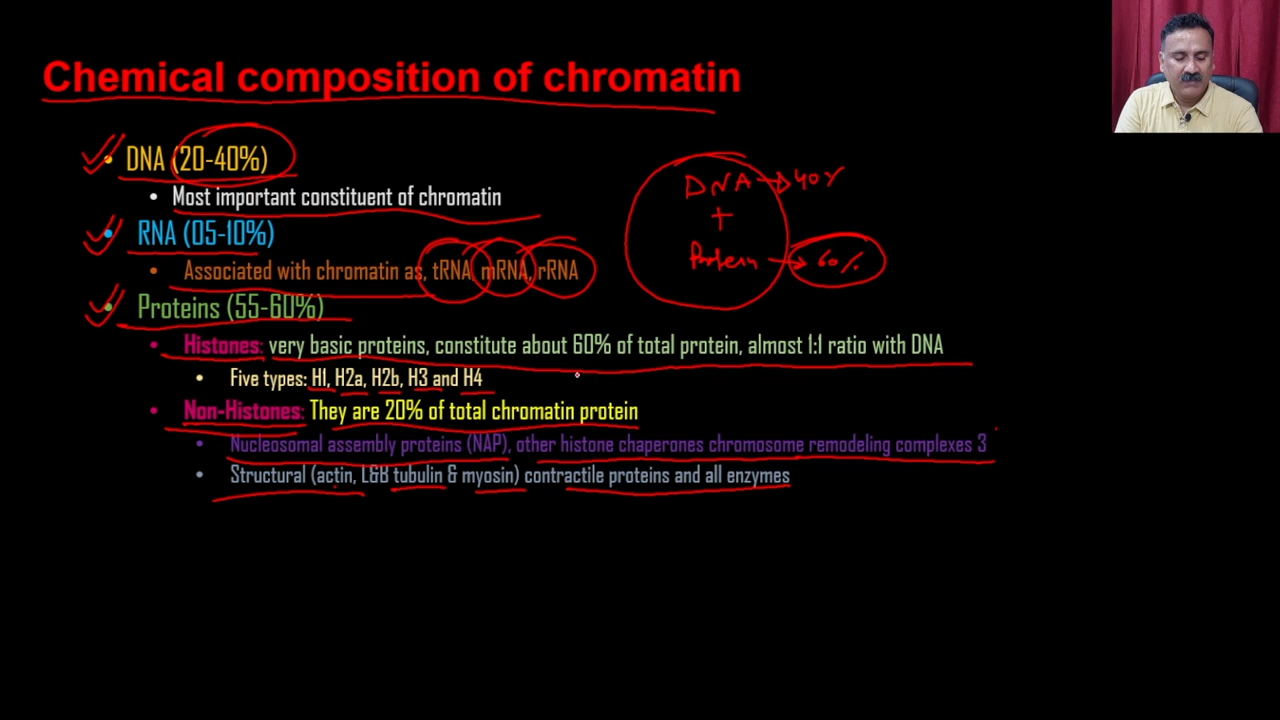 Chemical composition of chromatin
• DNA (20-40%)
• Most important constituent of chromatin
• RNA (05-10%)
• Associated with chromatin as, tRNA, mRNA, rRNA
• Proteins (55-60%)
• Histones: very basic proteins, constitute about 60% of total protein, almost 1:1 ratio with DNA
• Five types: H1, H2a, H2b, H3 and H4
• Non-Histones: They are 20% of total chromatin protein
• Nucleosomal assembly proteins (NAP), other histone chaperones chromosome remodeling complexes 3
• Structural (actin, L&B tubulin & myosin) contractile proteins and all enzymes
DNA → 40%
+
Protein → 60%